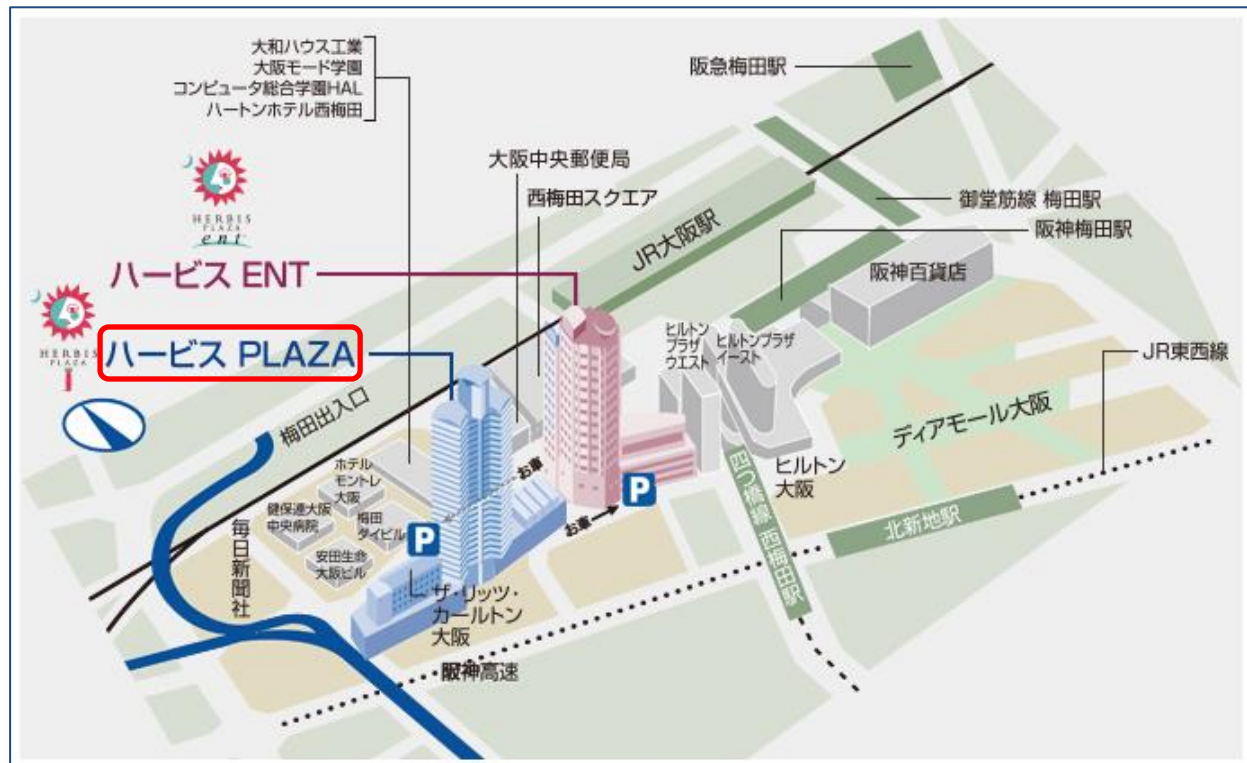 大和ハウス工業
大阪モード学園
コンピュータ総合学園HAL
ハートンホテル西梅田
阪急梅田駅
大阪中央郵便局
西梅田スクエア
御堂筋線 梅田駅
阪神梅田駅
JR大阪駅
阪神百貨店
HERBIS
PLAZA
ent
ハービス ENT
HERBIS
PLAZA
ハービス PLAZA
ヒルトン
プラザ
ウエスト
ヒルトンプラザ
イースト
JR東西線
梅田出入口
ディアモール大阪
ホテル
モントレ
大阪
お車
P
ヒルトン
大阪
健保連大阪
中央病院
梅田
ダイビル
P
お車
四つ橋線 西梅田駅
北新地駅
毎日新聞社
安田生命
大阪ビル
ザ・リッツ・
カールトン
大阪
阪神高速